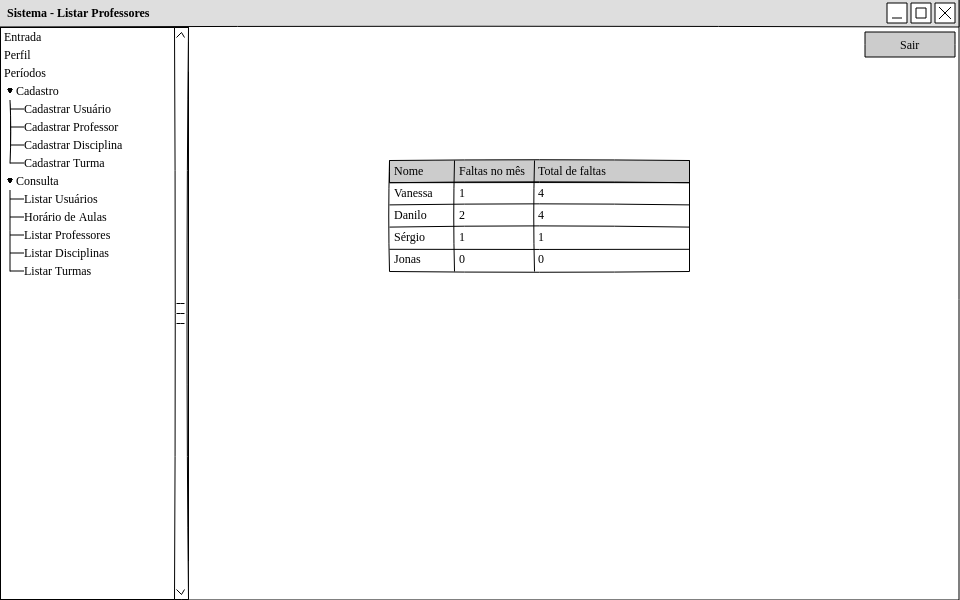 Sistema - Listar Professores
Entrada
Perfil
Períodos
Cadastro
Cadastrar Usuário
Cadastrar Professor
Cadastrar Disciplina
Cadastrar Turma
Consulta
Listar Usuários
Horário de Aulas
Listar Professores
Listar Disciplinas
Listar Turmas
Sair
Nome Faltas no mês Total de faltas
Vanessa 1 4
Danilo 2 4
Sérgio 1 1
Jonas 0 0